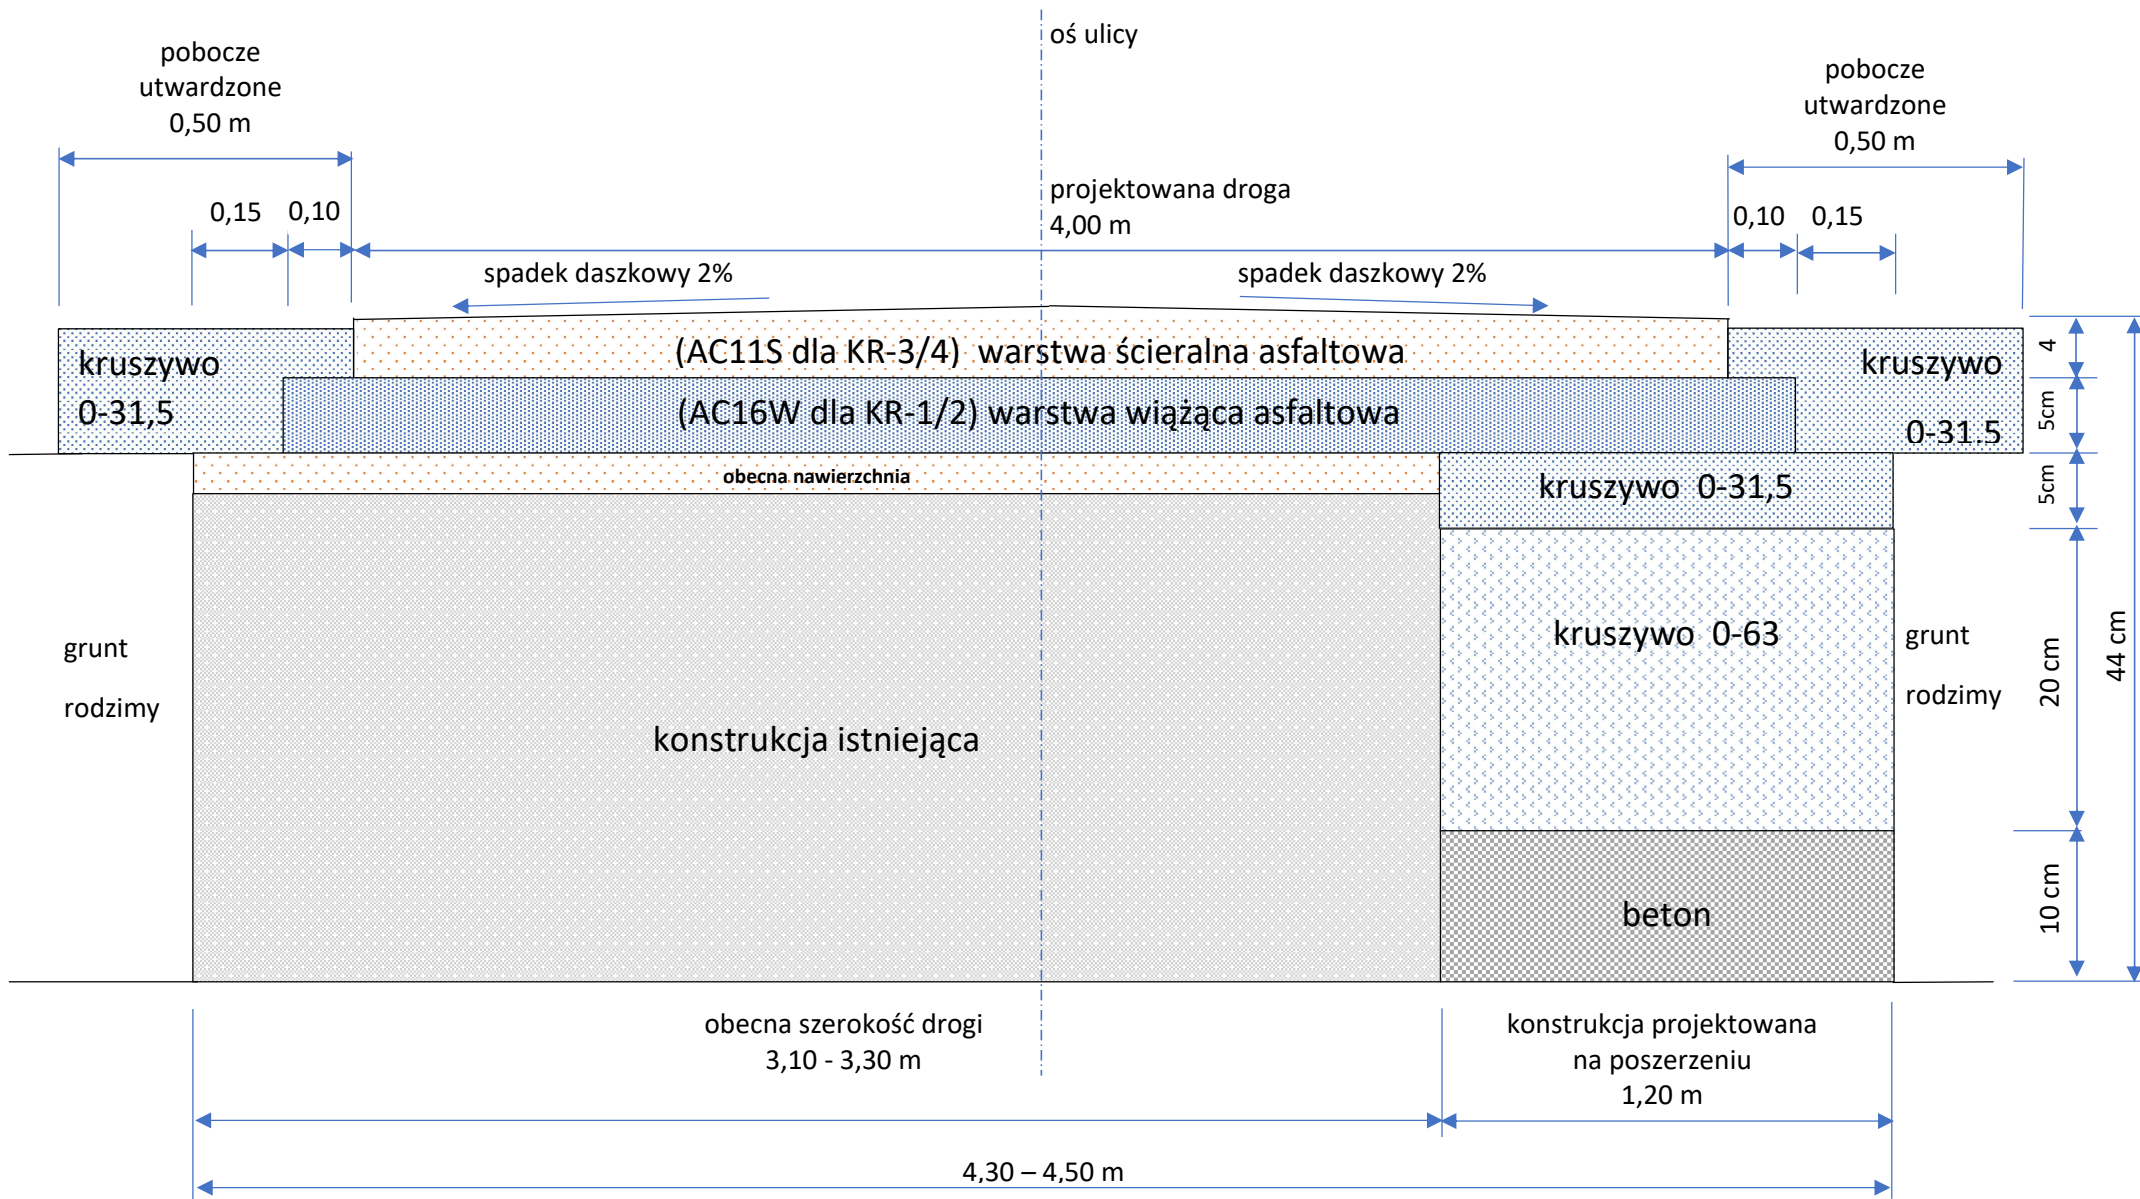 oś ulicy
pobocze
utwardzone
0,50 m
pobocze
utwardzone
0,50 m
projektowana droga
4,00 m
0,15
0,10
0,10
0,15
spadek daszkowy 2%
spadek daszkowy 2%
kruszywo
0-31,5
(AC11S dla KR-3/4) warstwa ścieralna asfaltowa
(AC16W dla KR-1/2) warstwa wiążąca asfaltowa
kruszywo
0-31.5
4
5cm
obecna nawierzchnia
kruszywo 0-31,5
5cm
grunt
rodzimy
konstrukcja istniejąca
kruszywo 0-63
grunt
rodzimy
20 cm
44 cm
beton
10 cm
obecna szerokość drogi
3,10 - 3,30 m
konstrukcja projektowana
na poszerzeniu
1,20 m
4,30 – 4,50 m